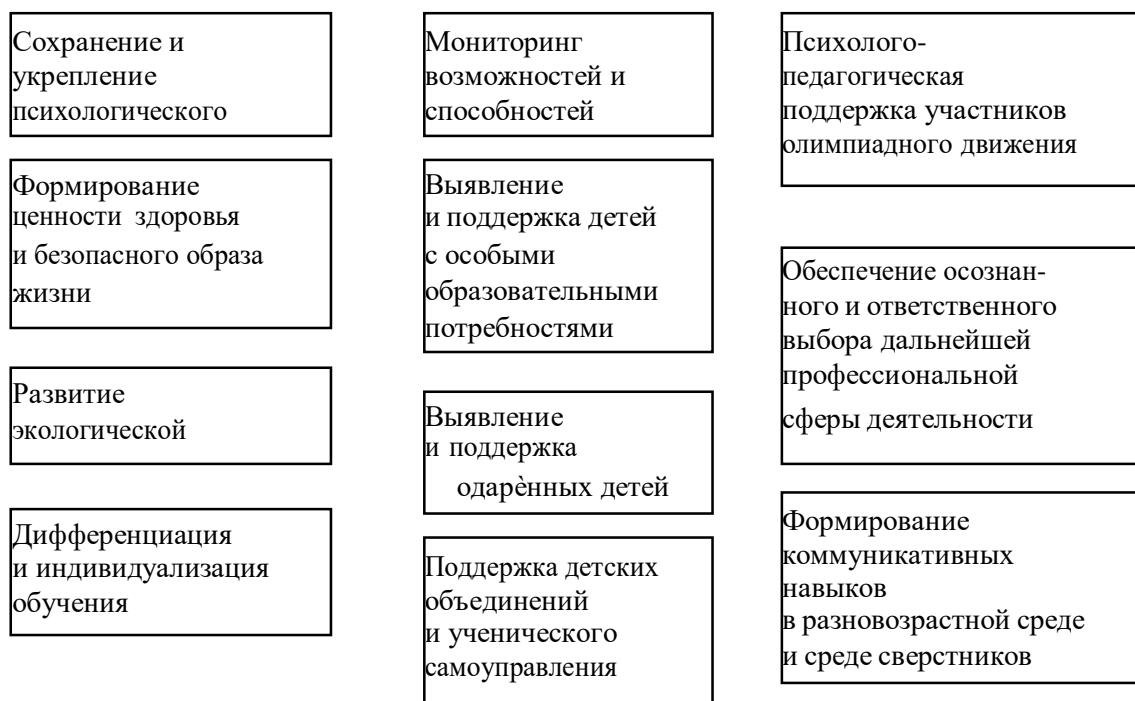 Сохранение и
укрепление
психологического
Формирование
ценности здоровья
и безопасного образа
жизни
Развитие
экологической
Дифференциация
и индивидуализация
обучения
Мониторинг
возможностей и
способностей
Выявление
и поддержка детей
с особыми
образовательными
потребностями
Выявление
и поддержка
одарѐнных детей
Поддержка детских
объединений
и ученического
самоуправления
Психолого-
педагогическая
поддержка участников
олимпиадного движения
Обеспечение осознан-
ного и ответственного
выбора дальнейшей
профессиональной
сферы деятельности
Формирование
коммуникативных
навыков
в разновозрастной среде
и среде сверстников